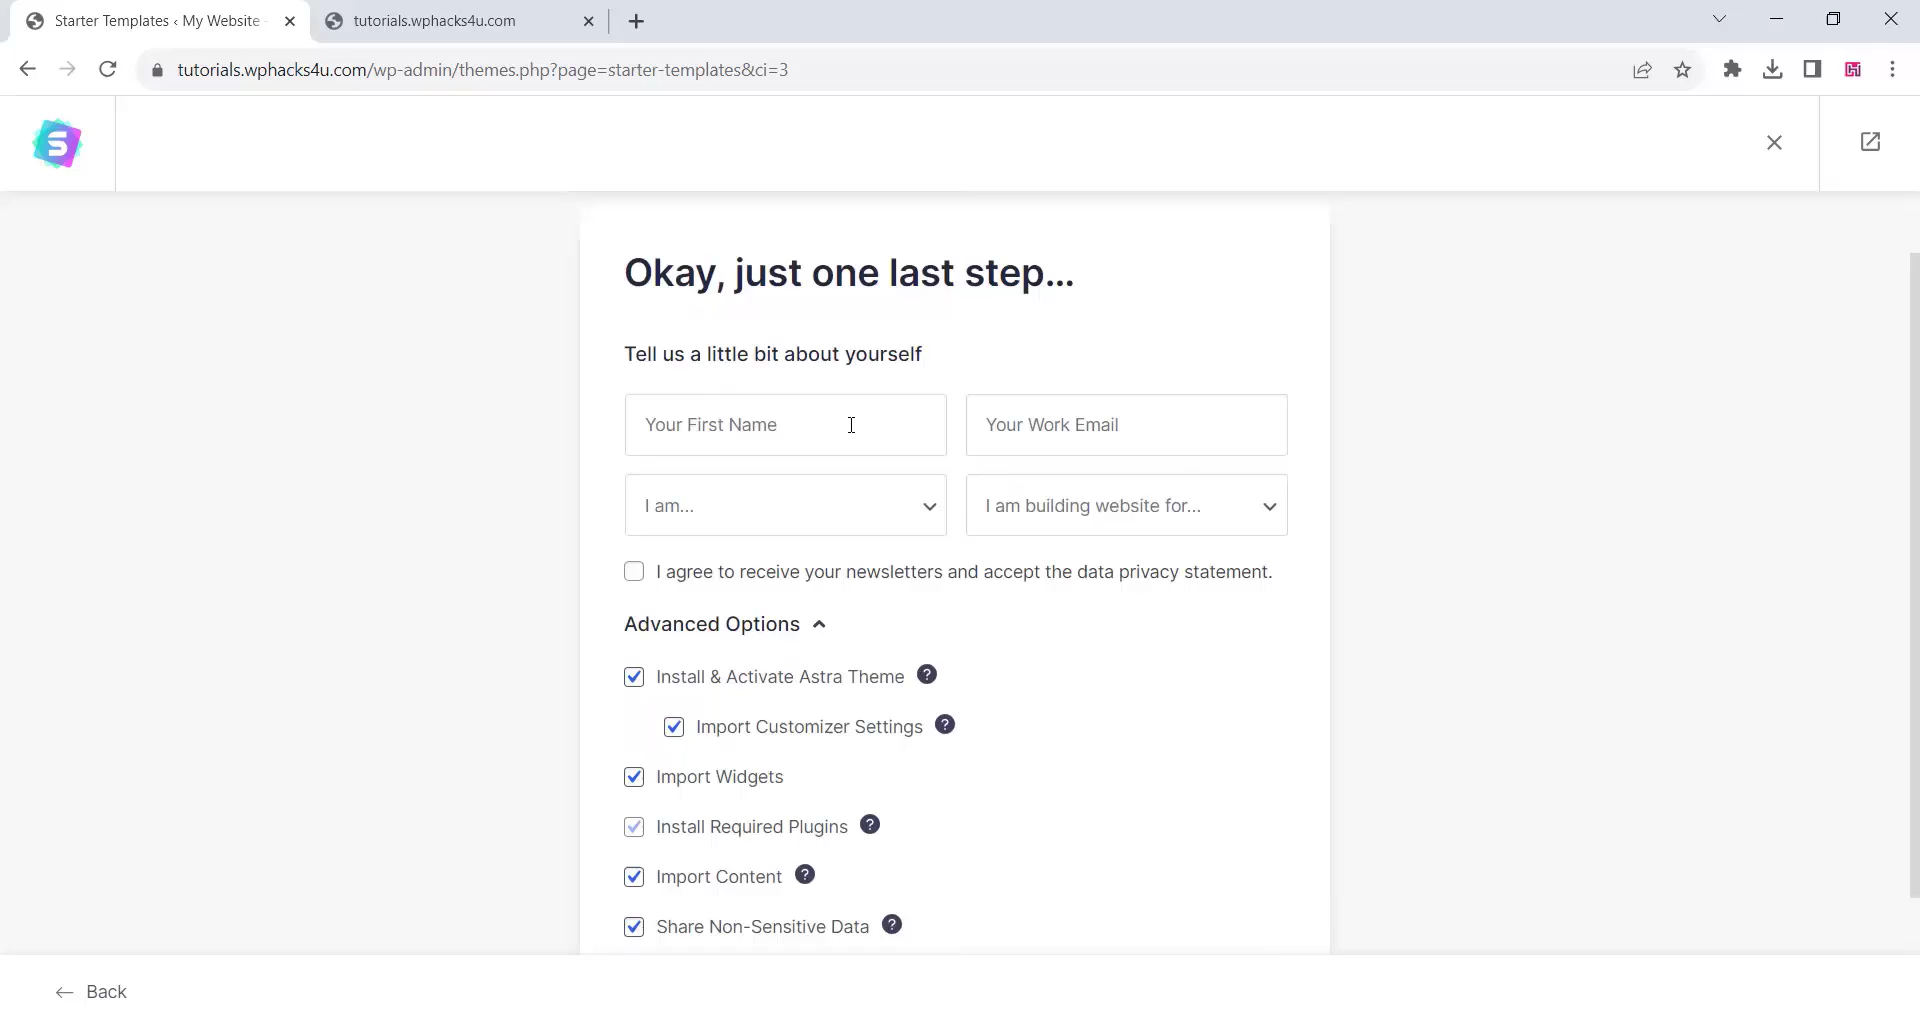 Starter Templates ‹ My Website -
tutorials.wphacks4u.com
tutorials.wphacks4u.com/wp-admin/themes.php?page=starter-templates&ci=3
S
Okay, just one last step...
Tell us a little bit about yourself
Your First Name
Your Work Email
I am...
I am building website for...
I agree to receive your newsletters and accept the data privacy statement.
Advanced Options
Install & Activate Astra Theme ?
Import Customizer Settings ?
Import Widgets
Install Required Plugins ?
Import Content ?
Share Non-Sensitive Data ?
← Back